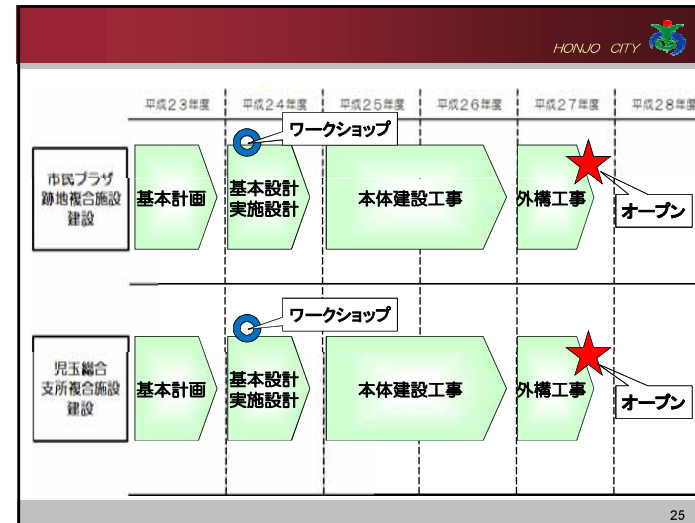 HONJO CITY
平成23年度 平成24年度 平成25年度 平成26年度 平成27年度 平成28年度
ワークショップ
市民プラザ
跡地複合施設
建設
基本計画
基本設計
実施設計
本体建設工事
外構工事
オープン
ワークショップ
児玉総合
支所複合施設
建設
基本計画
基本設計
実施設計
本体建設工事
外構工事
オープン
25